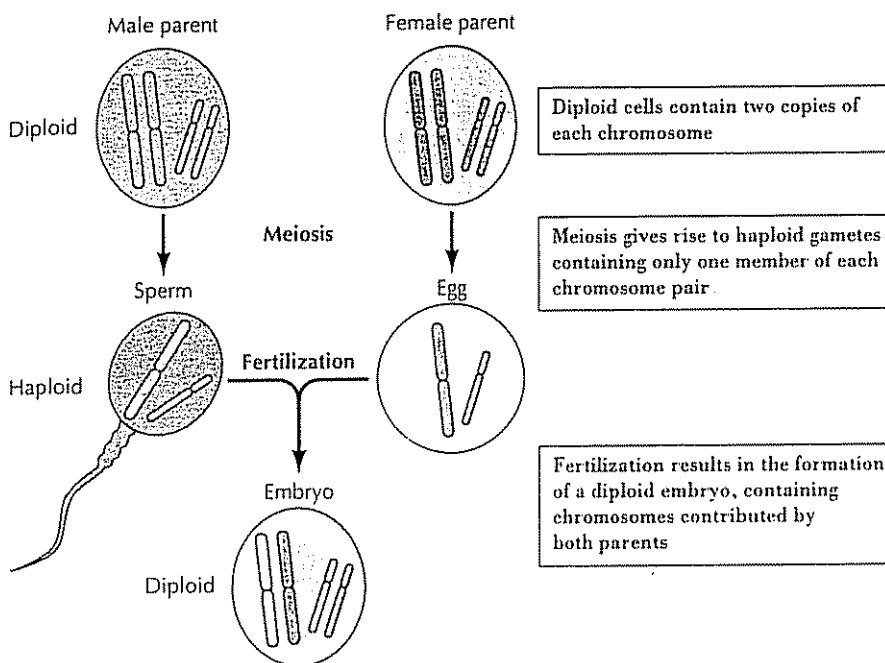 Male parent
Female parent
Diploid
Diploid cells contain two copies of
each chromosome
Meiosis
Meiosis gives rise to haploid gametes
containing only one member of each
chromosome pair
Sperm
Egg
Fertilization
Haploid
Fertilization results in the formation
of a diploid embryo, containing
chromosomes contributed by
both parents
Embryo
Diploid